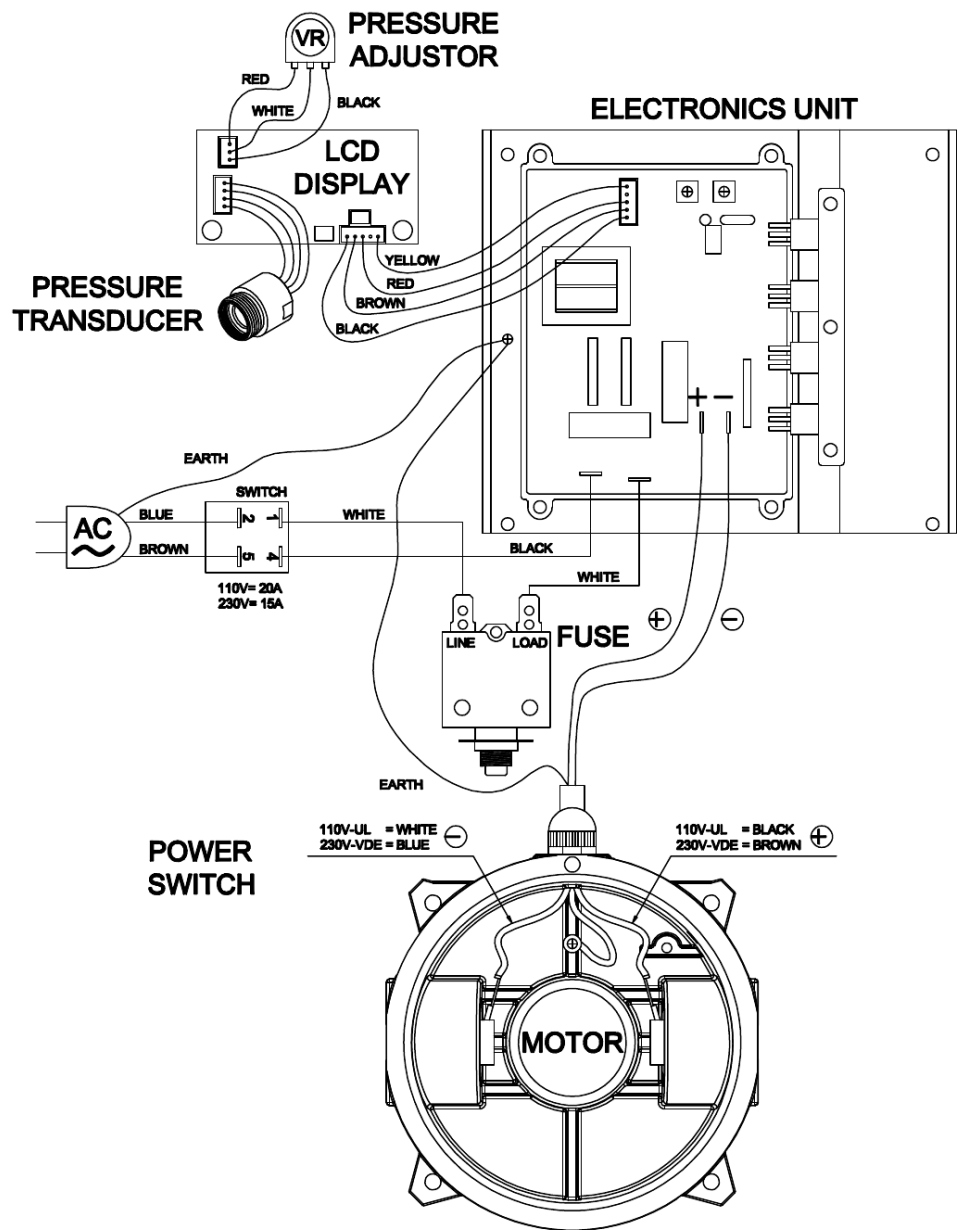 VR
PRESSURE
ADJUSTOR
RED
WHITE
BLACK
ELECTRONICS UNIT
LCD
DISPLAY
YELLOW
RED
BROWN
BLACK
PRESSURE
TRANSDUCER
+ −
EARTH
SWITCH
AC
BLUE
2 1
WHITE
BROWN
5 4
BLACK
110V= 20A
230V= 15A
WHITE
LINE
LOAD
FUSE
+
−
EARTH
110V-UL = WHITE
230V-VDE = BLUE
−
110V-UL = BLACK
230V-VDE = BROWN
+
POWER
SWITCH
MOTOR